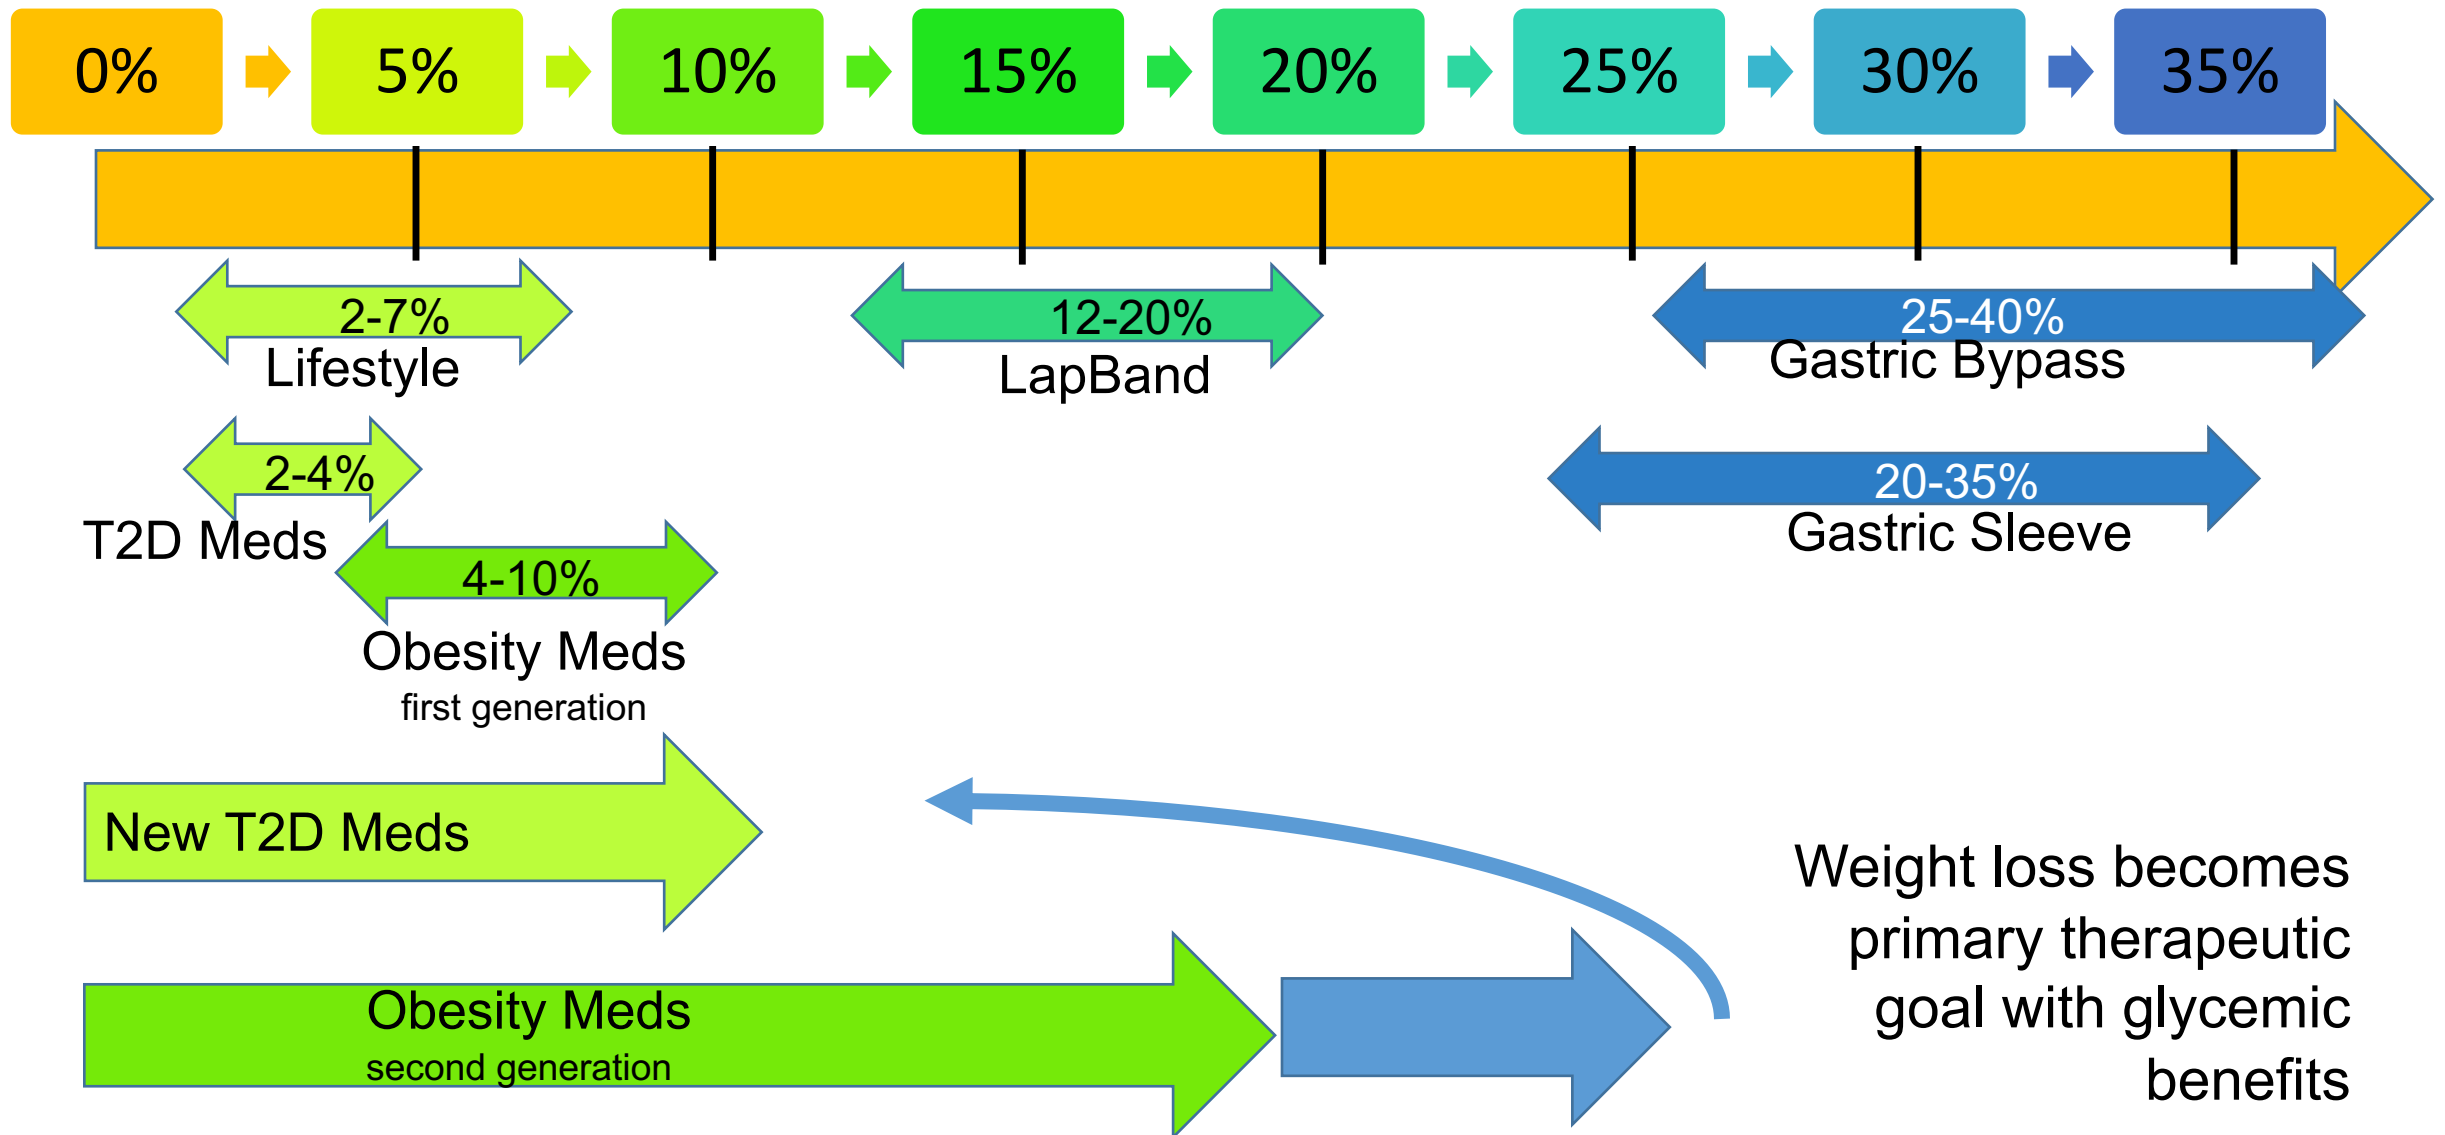 0% 5% 10% 15% 20% 25% 30% 35%
2-7%
Lifestyle
12-20%
LapBand
25-40%
Gastric Bypass
2-4%
T2D Meds
20-35%
Gastric Sleeve
4-10%
Obesity Meds
first generation
New T2D Meds
Obesity Meds
second generation
Weight loss becomes
primary therapeutic
goal with glycemic
benefits